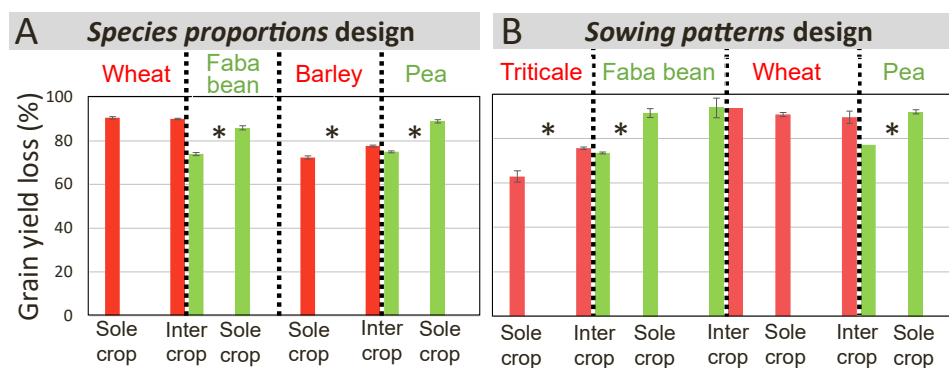 A Species proportions design
Wheat
Faba
bean
Barley
Pea
*
*
*
Grain yield loss (%)
100
80
60
40
20
0
Sole
crop
Inter
crop
Sole
crop
Sole
crop
Inter
crop
Sole
crop
B Sowing patterns design
Triticale
Faba bean
Wheat
Pea
*
*
*
Sole
crop
Inter
crop
Sole
crop
Inter
crop
Sole
crop
Inter
crop
Sole
crop